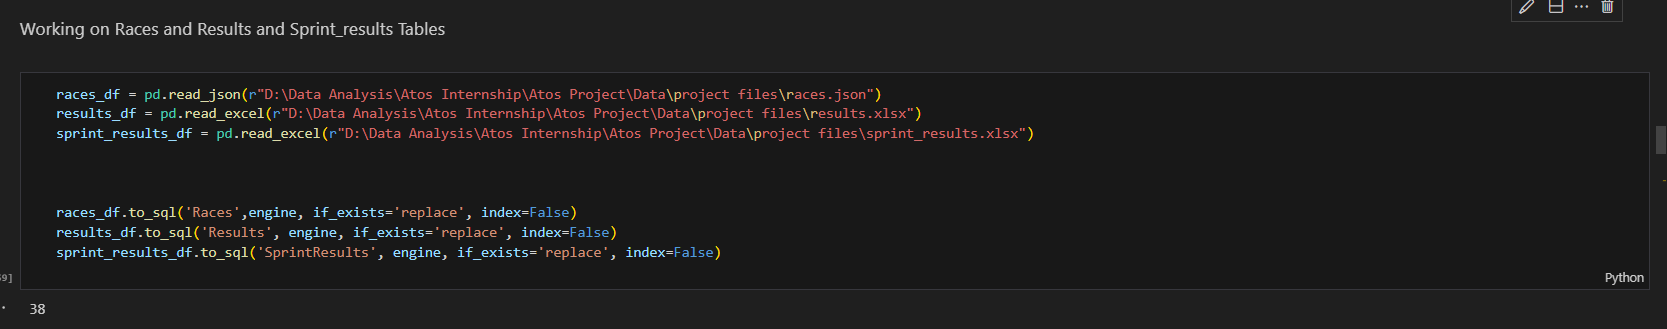 Working on Races and Results and Sprint_results Tables
races_df = pd.read_json(r"D:\Data Analysis\Atos Internship\Atos Project\Data\project files\races.json")
results_df = pd.read_excel(r"D:\Data Analysis\Atos Internship\Atos Project\Data\project files\results.xlsx")
sprint_results_df = pd.read_excel(r"D:\Data Analysis\Atos Internship\Atos Project\Data\project files\sprint_results.xlsx")
races_df.to_sql('Races',engine, if_exists='replace', index=False)
results_df.to_sql('Results', engine, if_exists='replace', index=False)
sprint_results_df.to_sql('SprintResults', engine, if_exists='replace', index=False)
9]
Python
38